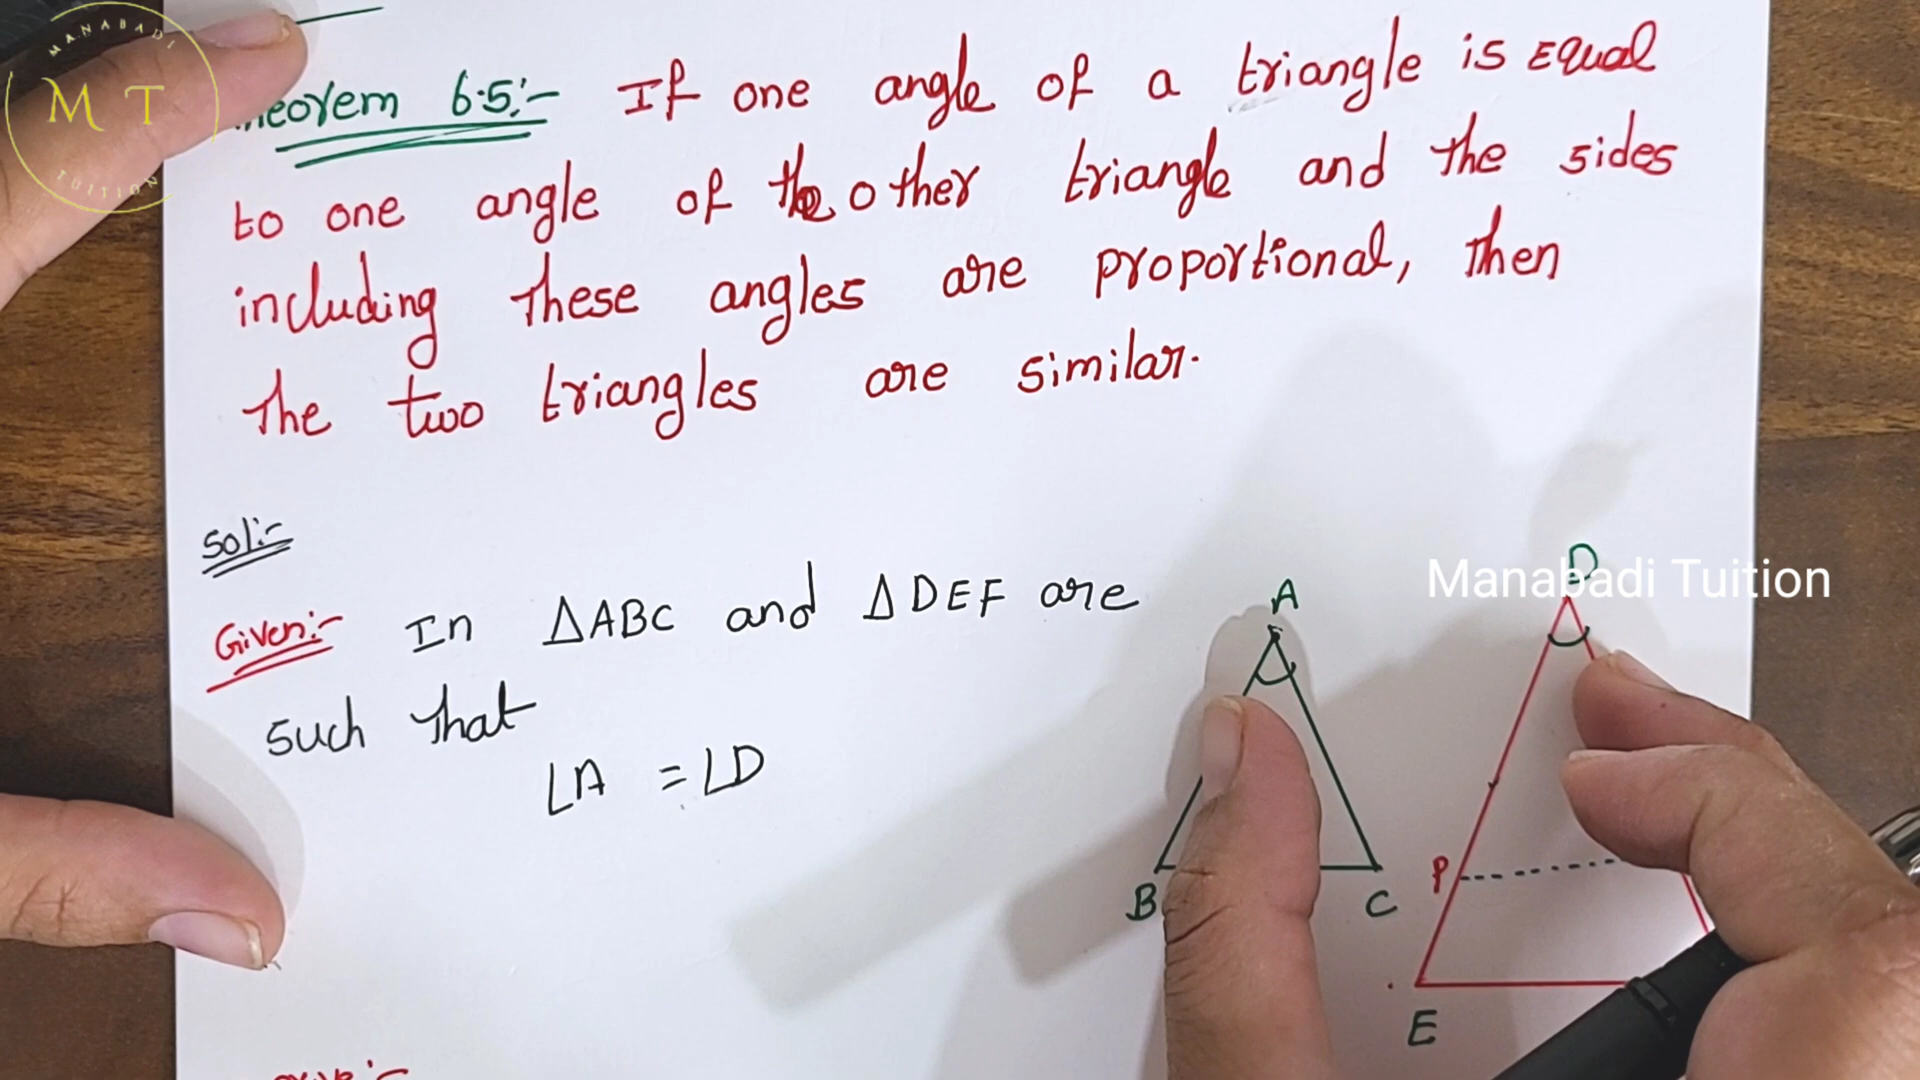 MANABADI
M T
TUITION
eorem 6.5:- If one angle of a triangle is Equal
to one angle of the other triangle and the sides
including these angles are proportional, then
the two triangles are similar.
Sol:-
Given:- In ΔABC and ΔDEF are
such that
∠A = ∠D
Manabadi Tuition
A
D
B
C
P
E